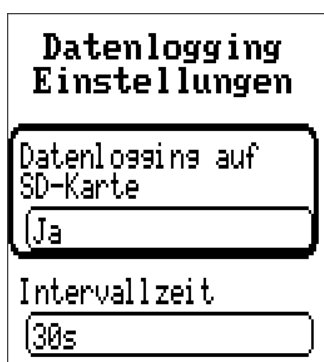 Datenlogging
Einstellungen
Datenlogging auf
SD-Karte
Ja
Intervallzeit
30s